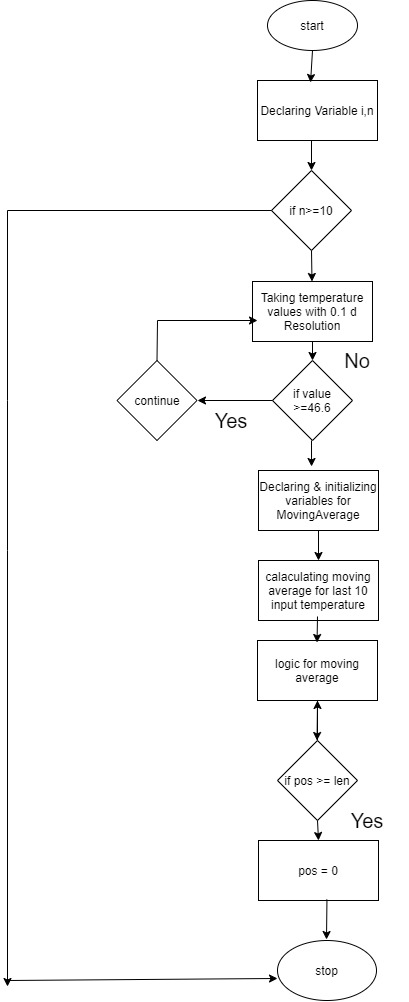 start
Declaring Variable i,n
if n>=10
Taking temperature
values with 0.1 d
Resolution
No
if value
>=46.6
continue
Yes
Declaring & initializing
variables for
MovingAverage
calaculating moving
average for last 10
input temperature
logic for moving
average
if pos >= len
Yes
pos = 0
stop